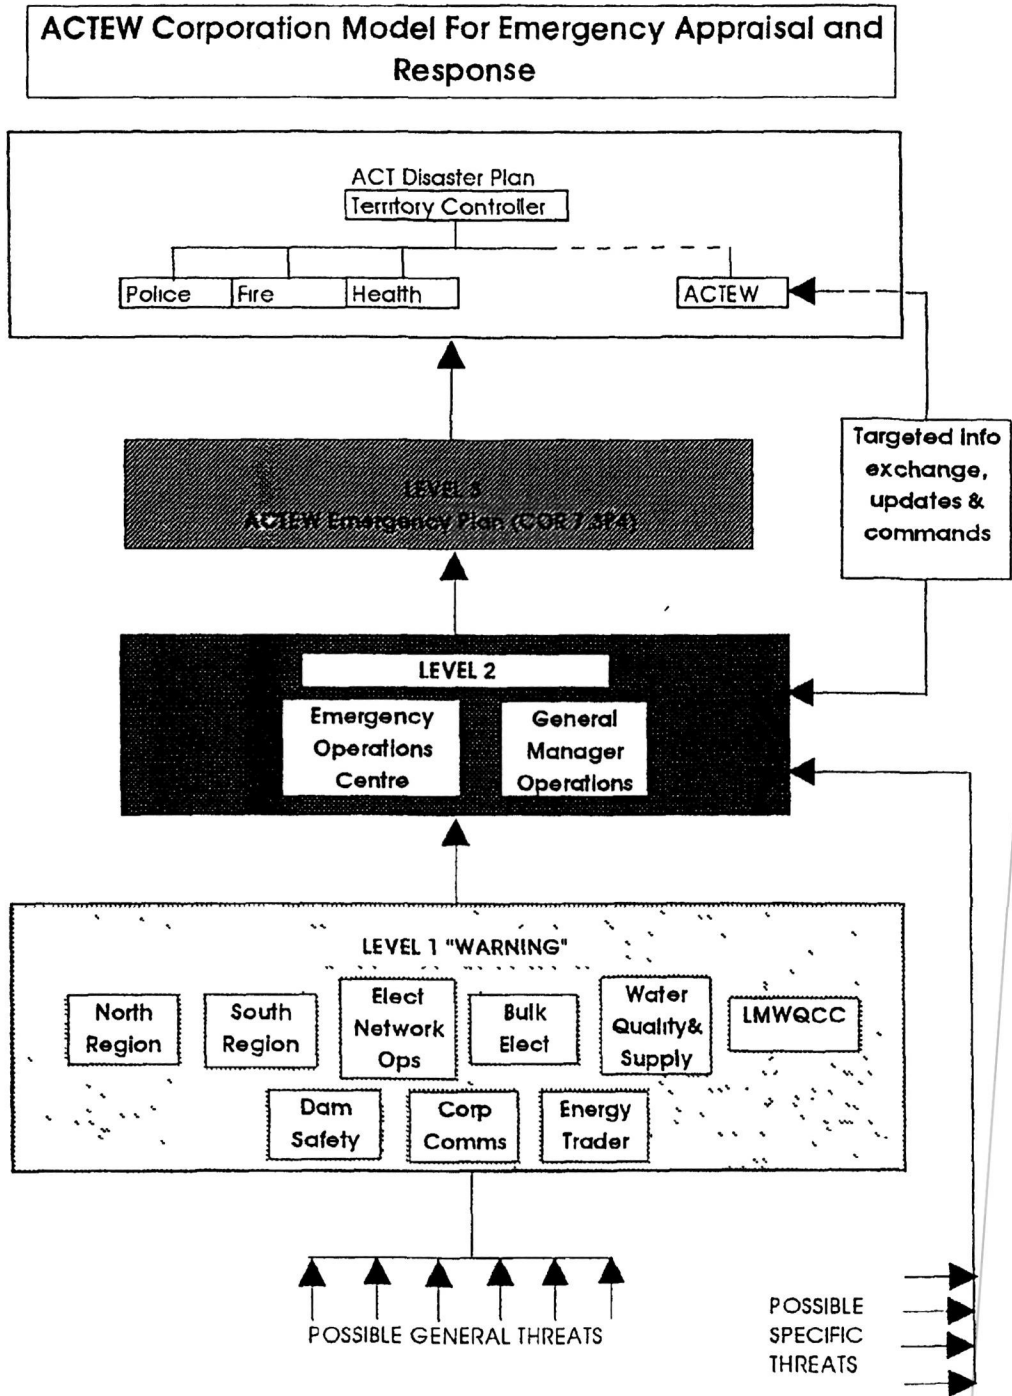 ACTEW Corporation Model For Emergency Appraisal and
Response
ACT Disaster Plan
Territory Controller
Police
Fire
Health
ACTEW
Targeted info
exchange,
updates &
commands
LEVEL 3
ACTEW Emergency Plan (COR 7.3P4)
LEVEL 2
Emergency
Operations
Centre
General
Manager
Operations
LEVEL 1 "WARNING"
North
Region
South
Region
Elect
Network
Ops
Bulk
Elect
Water
Quality&
Supply
LMWQCC
Dam
Safety
Corp
Comms
Energy
Trader
POSSIBLE GENERAL THREATS
POSSIBLE
SPECIFIC
THREATS